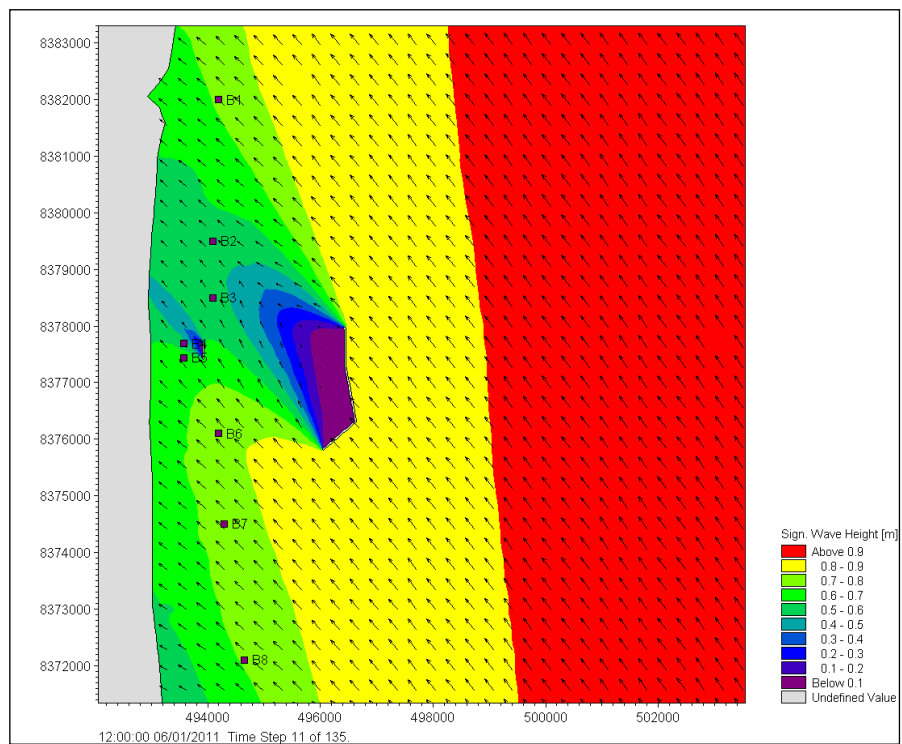 8383000
8382000
B1
8381000
8380000
B2
8379000
B3
8378000
B4
B5
8377000
B6
8376000
8375000
B7
8374000
8373000
B8
8372000
494000 496000 498000 500000 502000
12:00:00 06/01/2011 Time Step 11 of 135.
Sign. Wave Height [m]
Above 0.9
0.8 - 0.9
0.7 - 0.8
0.6 - 0.7
0.5 - 0.6
0.4 - 0.5
0.3 - 0.4
0.2 - 0.3
0.1 - 0.2
Below 0.1
Undefined Value